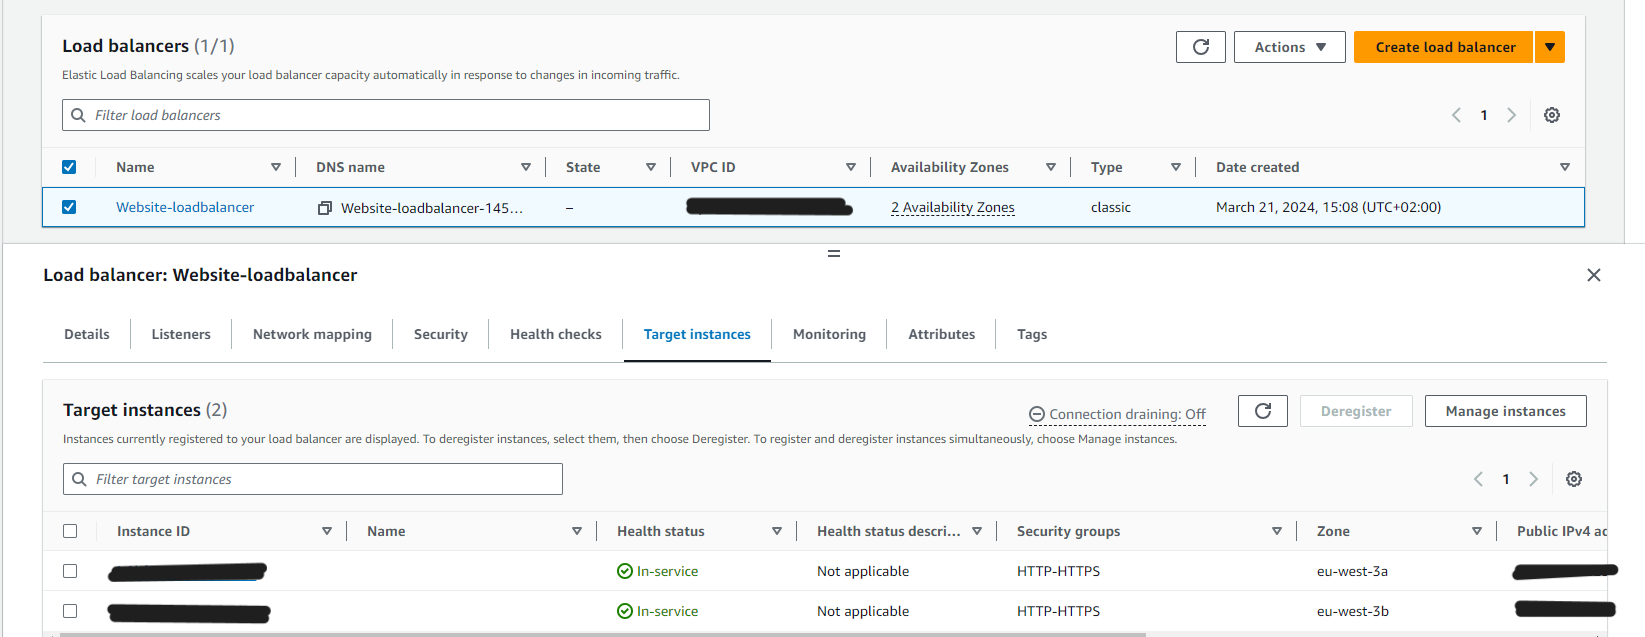 Load balancers (1/1)
Actions
Create load balancer
Elastic Load Balancing scales your load balancer capacity automatically in response to changes in incoming traffic.
Filter load balancers
1
Name DNS name State VPC ID Availability Zones Type Date created
Website-loadbalancer Website-loadbalancer-145... – 2 Availability Zones classic March 21, 2024, 15:08 (UTC+02:00)
Load balancer: Website-loadbalancer
Details Listeners Network mapping Security Health checks Target instances Monitoring Attributes Tags
Target instances (2)
Connection draining: Off
Deregister
Manage instances
Instances currently registered to your load balancer are displayed. To deregister instances, select them, then choose Deregister. To register and deregister instances simultaneously, choose Manage instances.
Filter target instances
1
Instance ID Name Health status Health status descri... Security groups Zone Public IPv4 ad
In-service Not applicable HTTP-HTTPS eu-west-3a
In-service Not applicable HTTP-HTTPS eu-west-3b